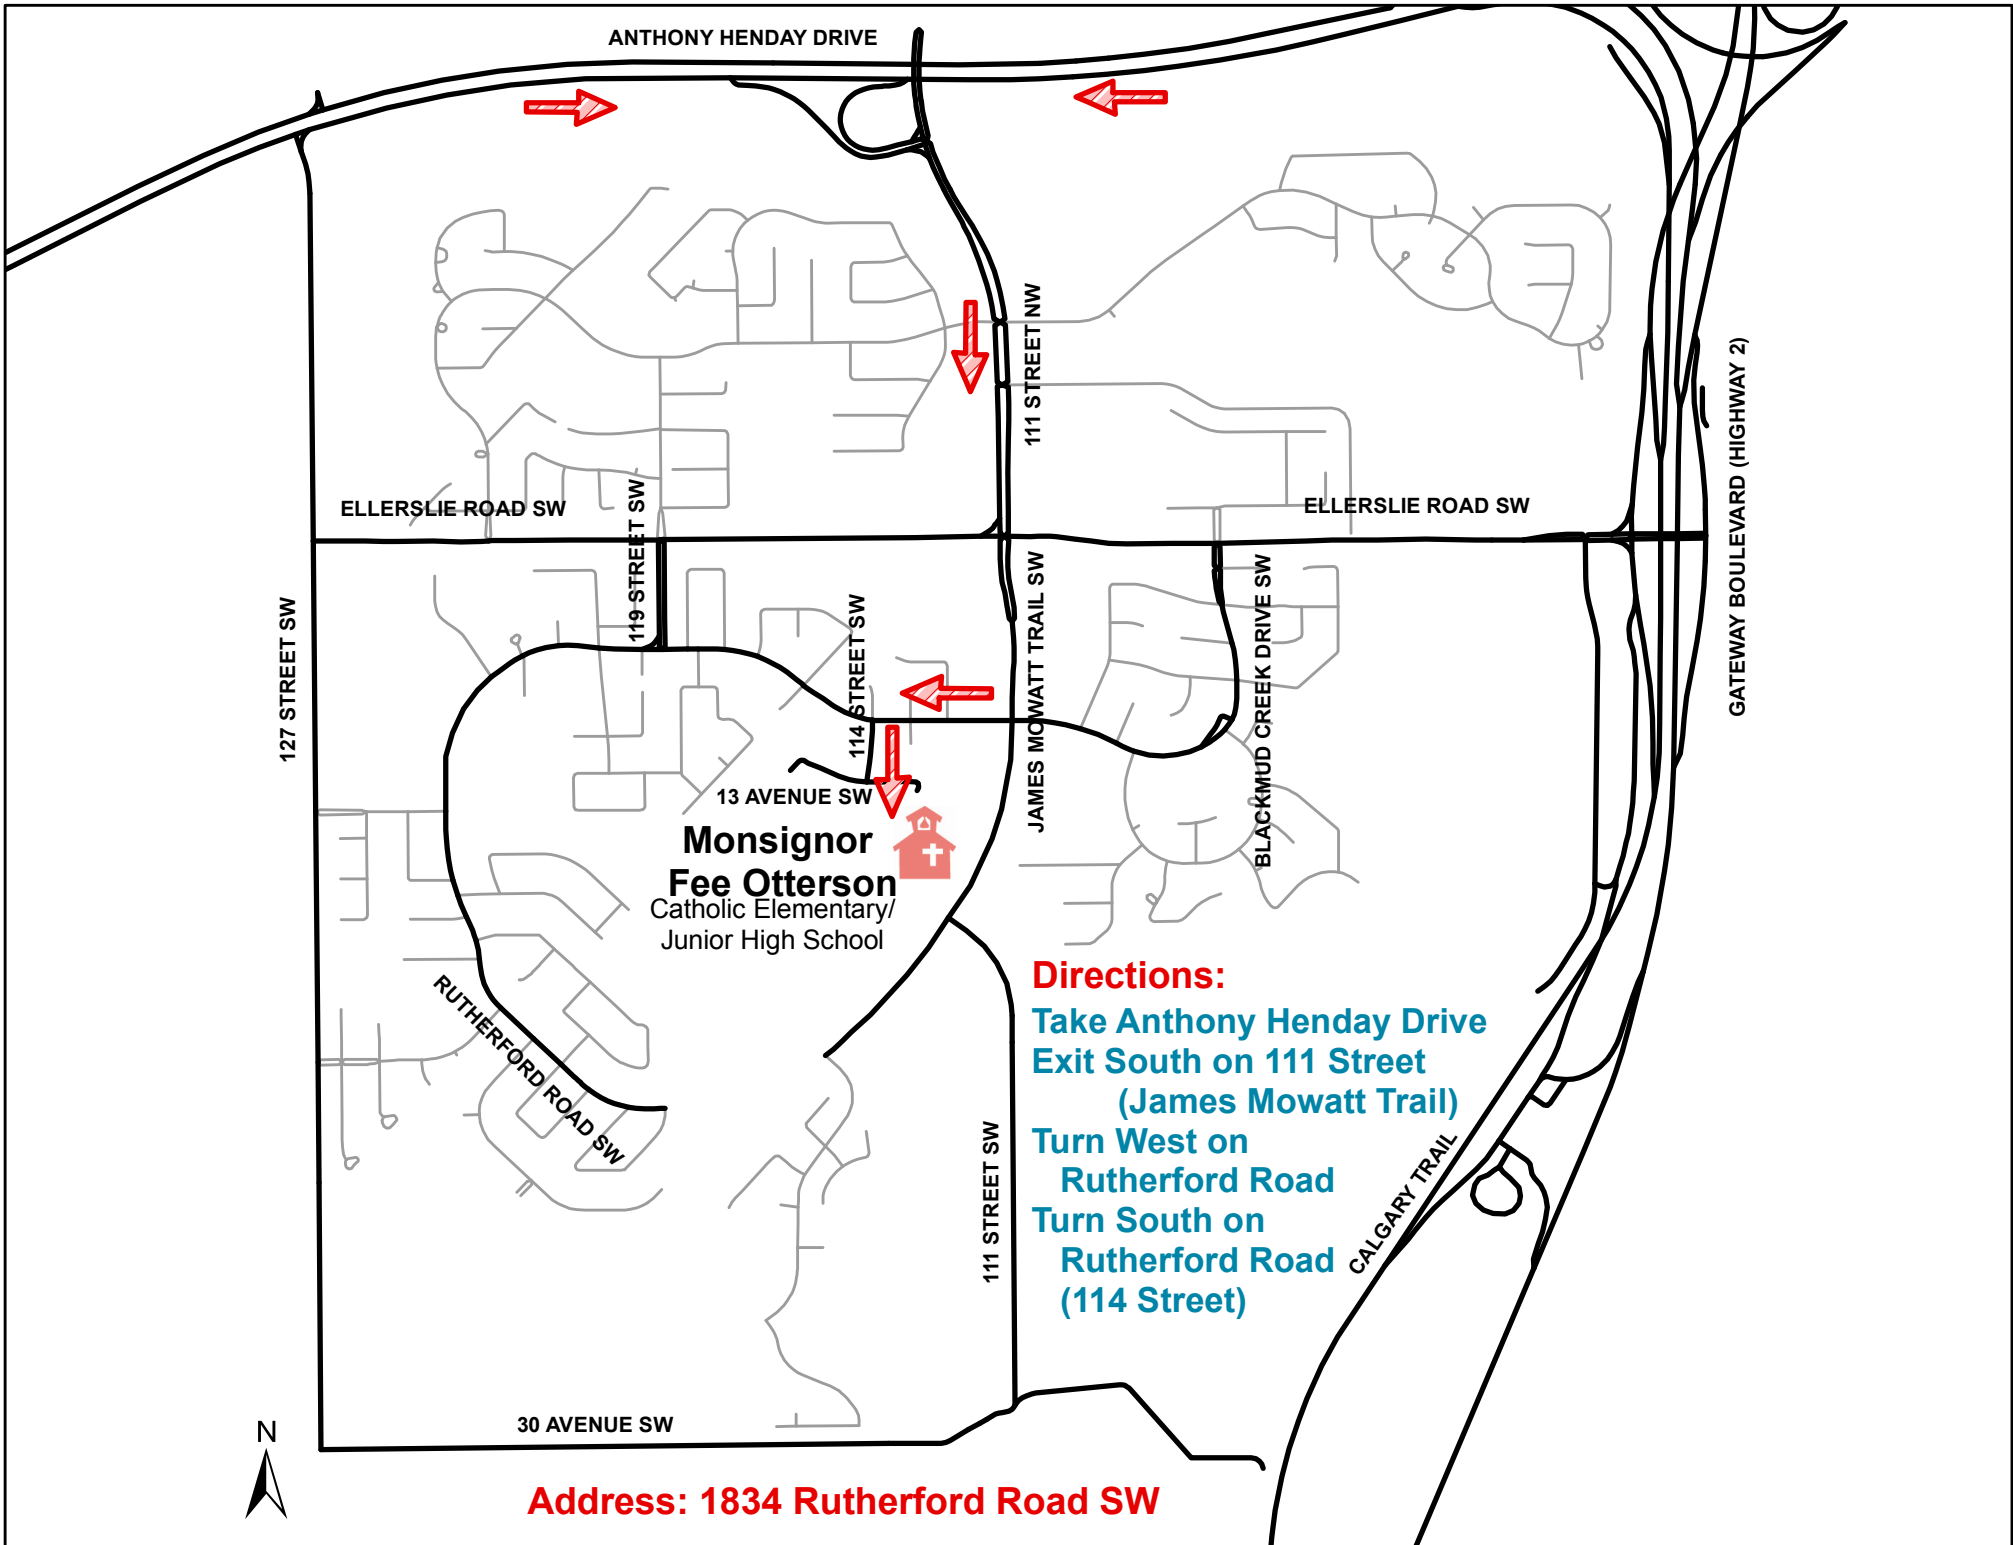 ANTHONY HENDAY DRIVE
111 STREET NW
GATEWAY BOULEVARD (HIGHWAY 2)
ELLERSLIE ROAD SW
ELLERSLIE ROAD SW
119 STREET SW
127 STREET SW
114 STREET SW
JAMES MOWATT TRAIL SW
BLACKMUD CREEK DRIVE SW
13 AVENUE SW
Monsignor
Fee Otterson
Catholic Elementary/
Junior High School
RUTHERFORD ROAD SW
111 STREET SW
Directions:
Take Anthony Henday Drive
Exit South on 111 Street
(James Mowatt Trail)
Turn West on
Rutherford Road
Turn South on
Rutherford Road
(114 Street)
CALGARY TRAIL
30 AVENUE SW
N
Address: 1834 Rutherford Road SW